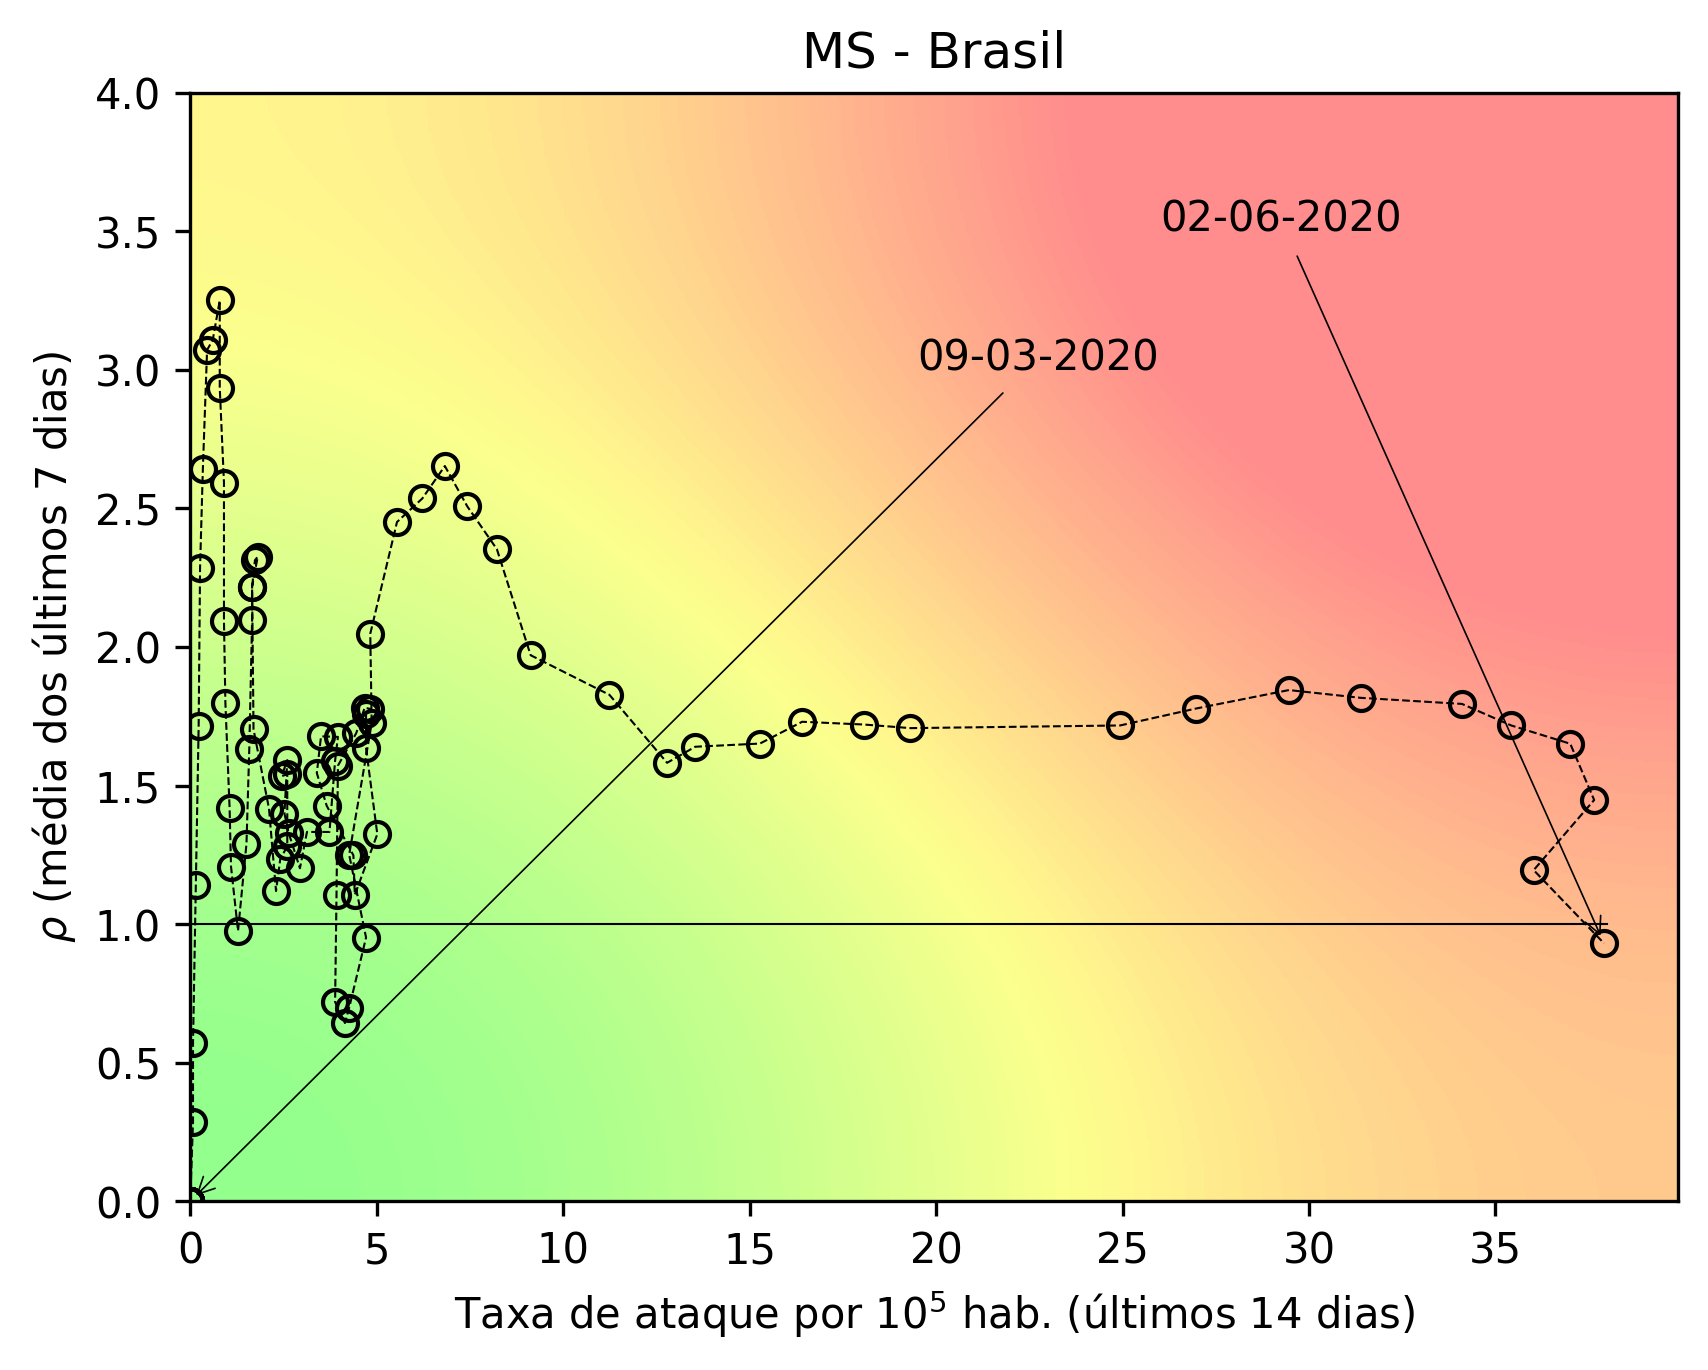 MS - Brasil
4.0
3.5
3.0
2.5
2.0
1.5
1.0
0.5
0.0
ρ (média dos últimos 7 dias)
02-06-2020
09-03-2020
0 5 10 15 20 25 30 35
Taxa de ataque por 10⁵ hab. (últimos 14 dias)